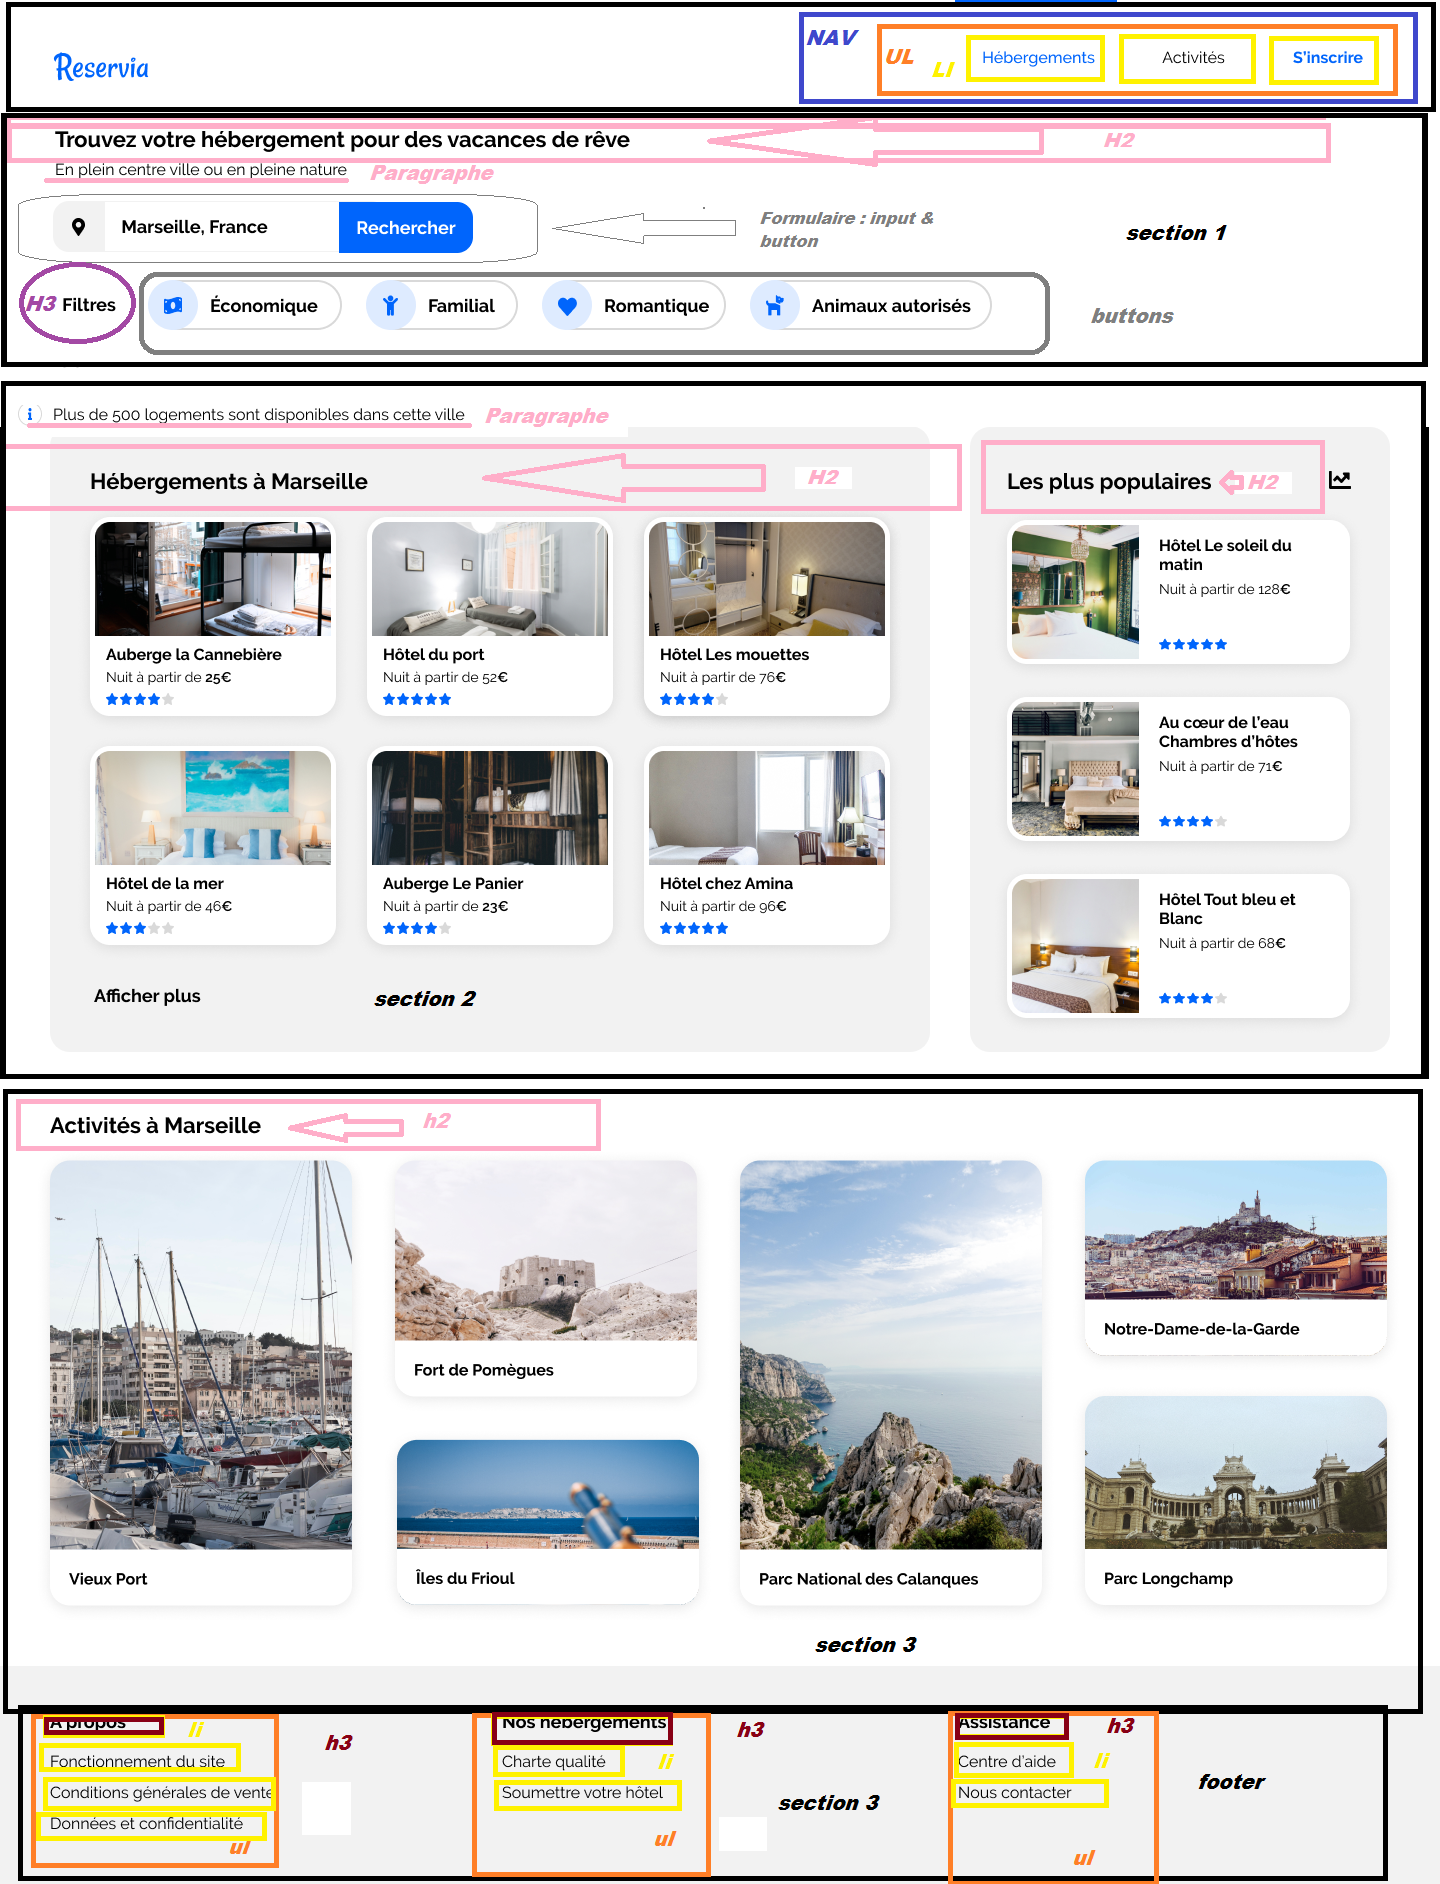 NAV
UL
LI
Hébergements
Activités
S'inscrire
Reservia
Trouvez votre hébergement pour des vacances de rêve
H2
En plein centre ville ou en pleine nature
Paragraphe
Marseille, France
Rechercher
Formulaire : input &
button
section 1
H3 Filtres
Économique
Familial
Romantique
Animaux autorisés
buttons
Plus de 500 logements sont disponibles dans cette ville
Paragraphe
Hébergements à Marseille
H2
Les plus populaires
H2
Auberge la Cannebière
Nuit à partir de 25€
Hôtel du port
Nuit à partir de 52€
Hôtel Les mouettes
Nuit à partir de 76€
Hôtel de la mer
Nuit à partir de 46€
Auberge Le Panier
Nuit à partir de 23€
Hôtel chez Amina
Nuit à partir de 96€
Afficher plus
section 2
Hôtel Le soleil du
matin
Nuit à partir de 128€
Au cœur de l'eau
Chambres d'hôtes
Nuit à partir de 71€
Hôtel Tout bleu et
Blanc
Nuit à partir de 68€
Activités à Marseille
h2
Vieux Port
Fort de Pomègues
Îles du Frioul
Parc National des Calanques
Notre-Dame-de-la-Garde
Parc Longchamp
section 3
A propos
li
h3
Fonctionnement du site
Conditions générales de vente
Données et confidentialité
ul
Nos hébergements
h3
Charte qualité
li
Soumettre votre hôtel
section 3
ul
Assistance
h3
Centre d'aide
li
Nous contacter
footer
ul